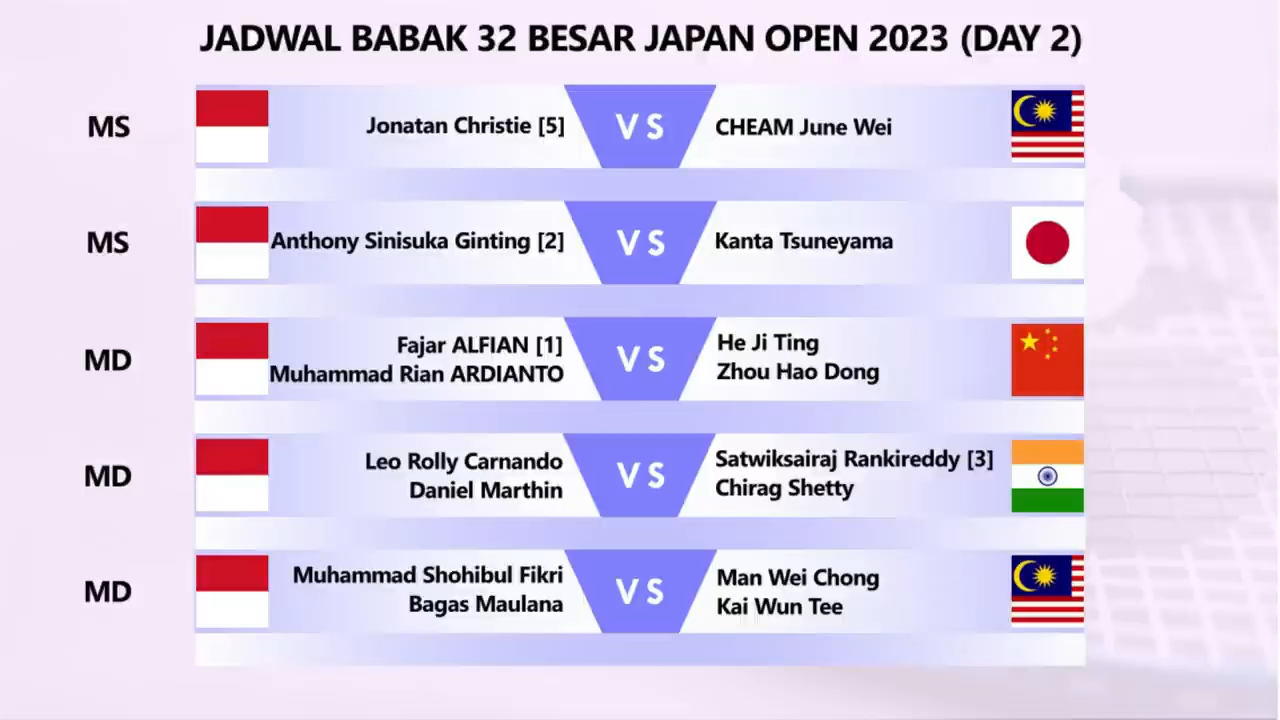 JADWAL BABAK 32 BESAR JAPAN OPEN 2023 (DAY 2)
MS
Jonatan Christie [5]
VS
CHEAM June Wei
MS
Anthony Sinisuka Ginting [2]
VS
Kanta Tsuneyama
MD
Fajar ALFIAN [1]
Muhammad Rian ARDIANTO
VS
He Ji Ting
Zhou Hao Dong
MD
Leo Rolly Carnando
Daniel Marthin
VS
Satwiksairaj Rankireddy [3]
Chirag Shetty
MD
Muhammad Shohibul Fikri
Bagas Maulana
VS
Man Wei Chong
Kai Wun Tee